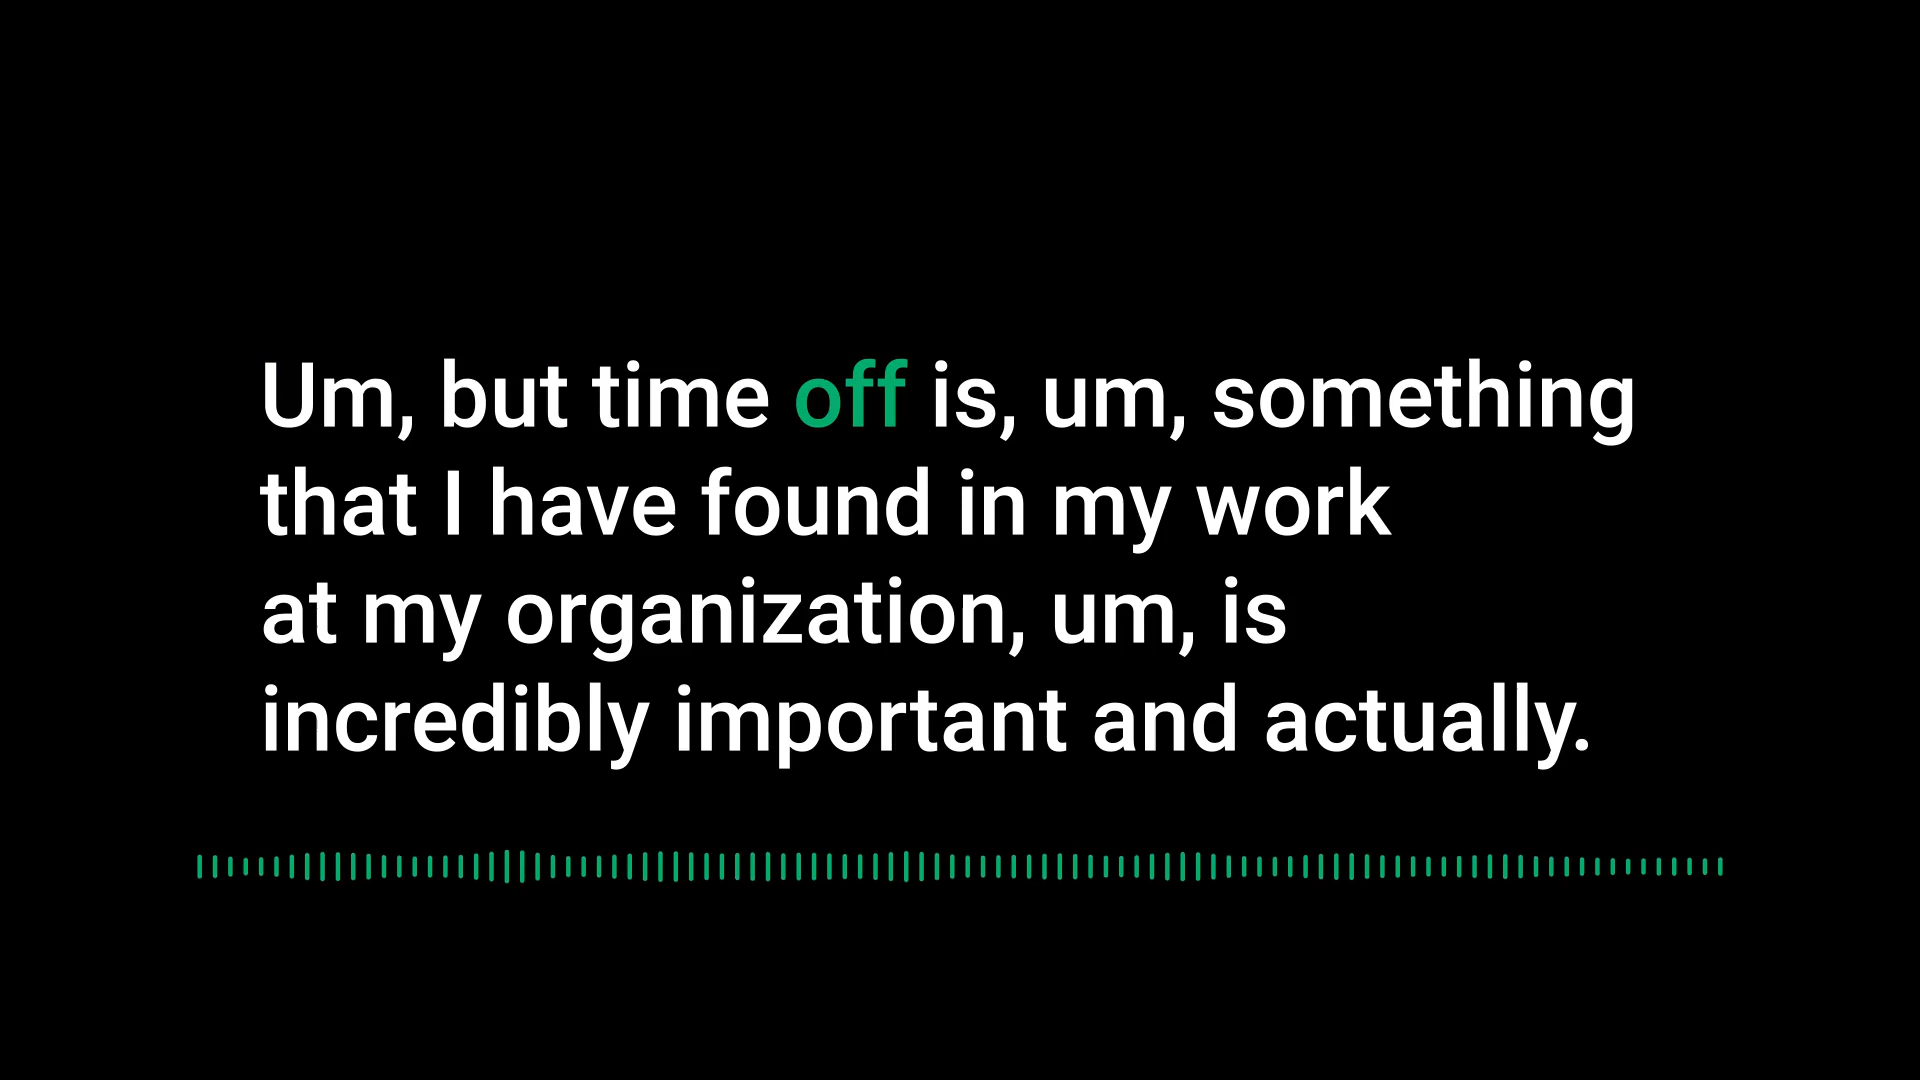 Um, but time off is, um, something
that I have found in my work
at my organization, um, is
incredibly important and actually.